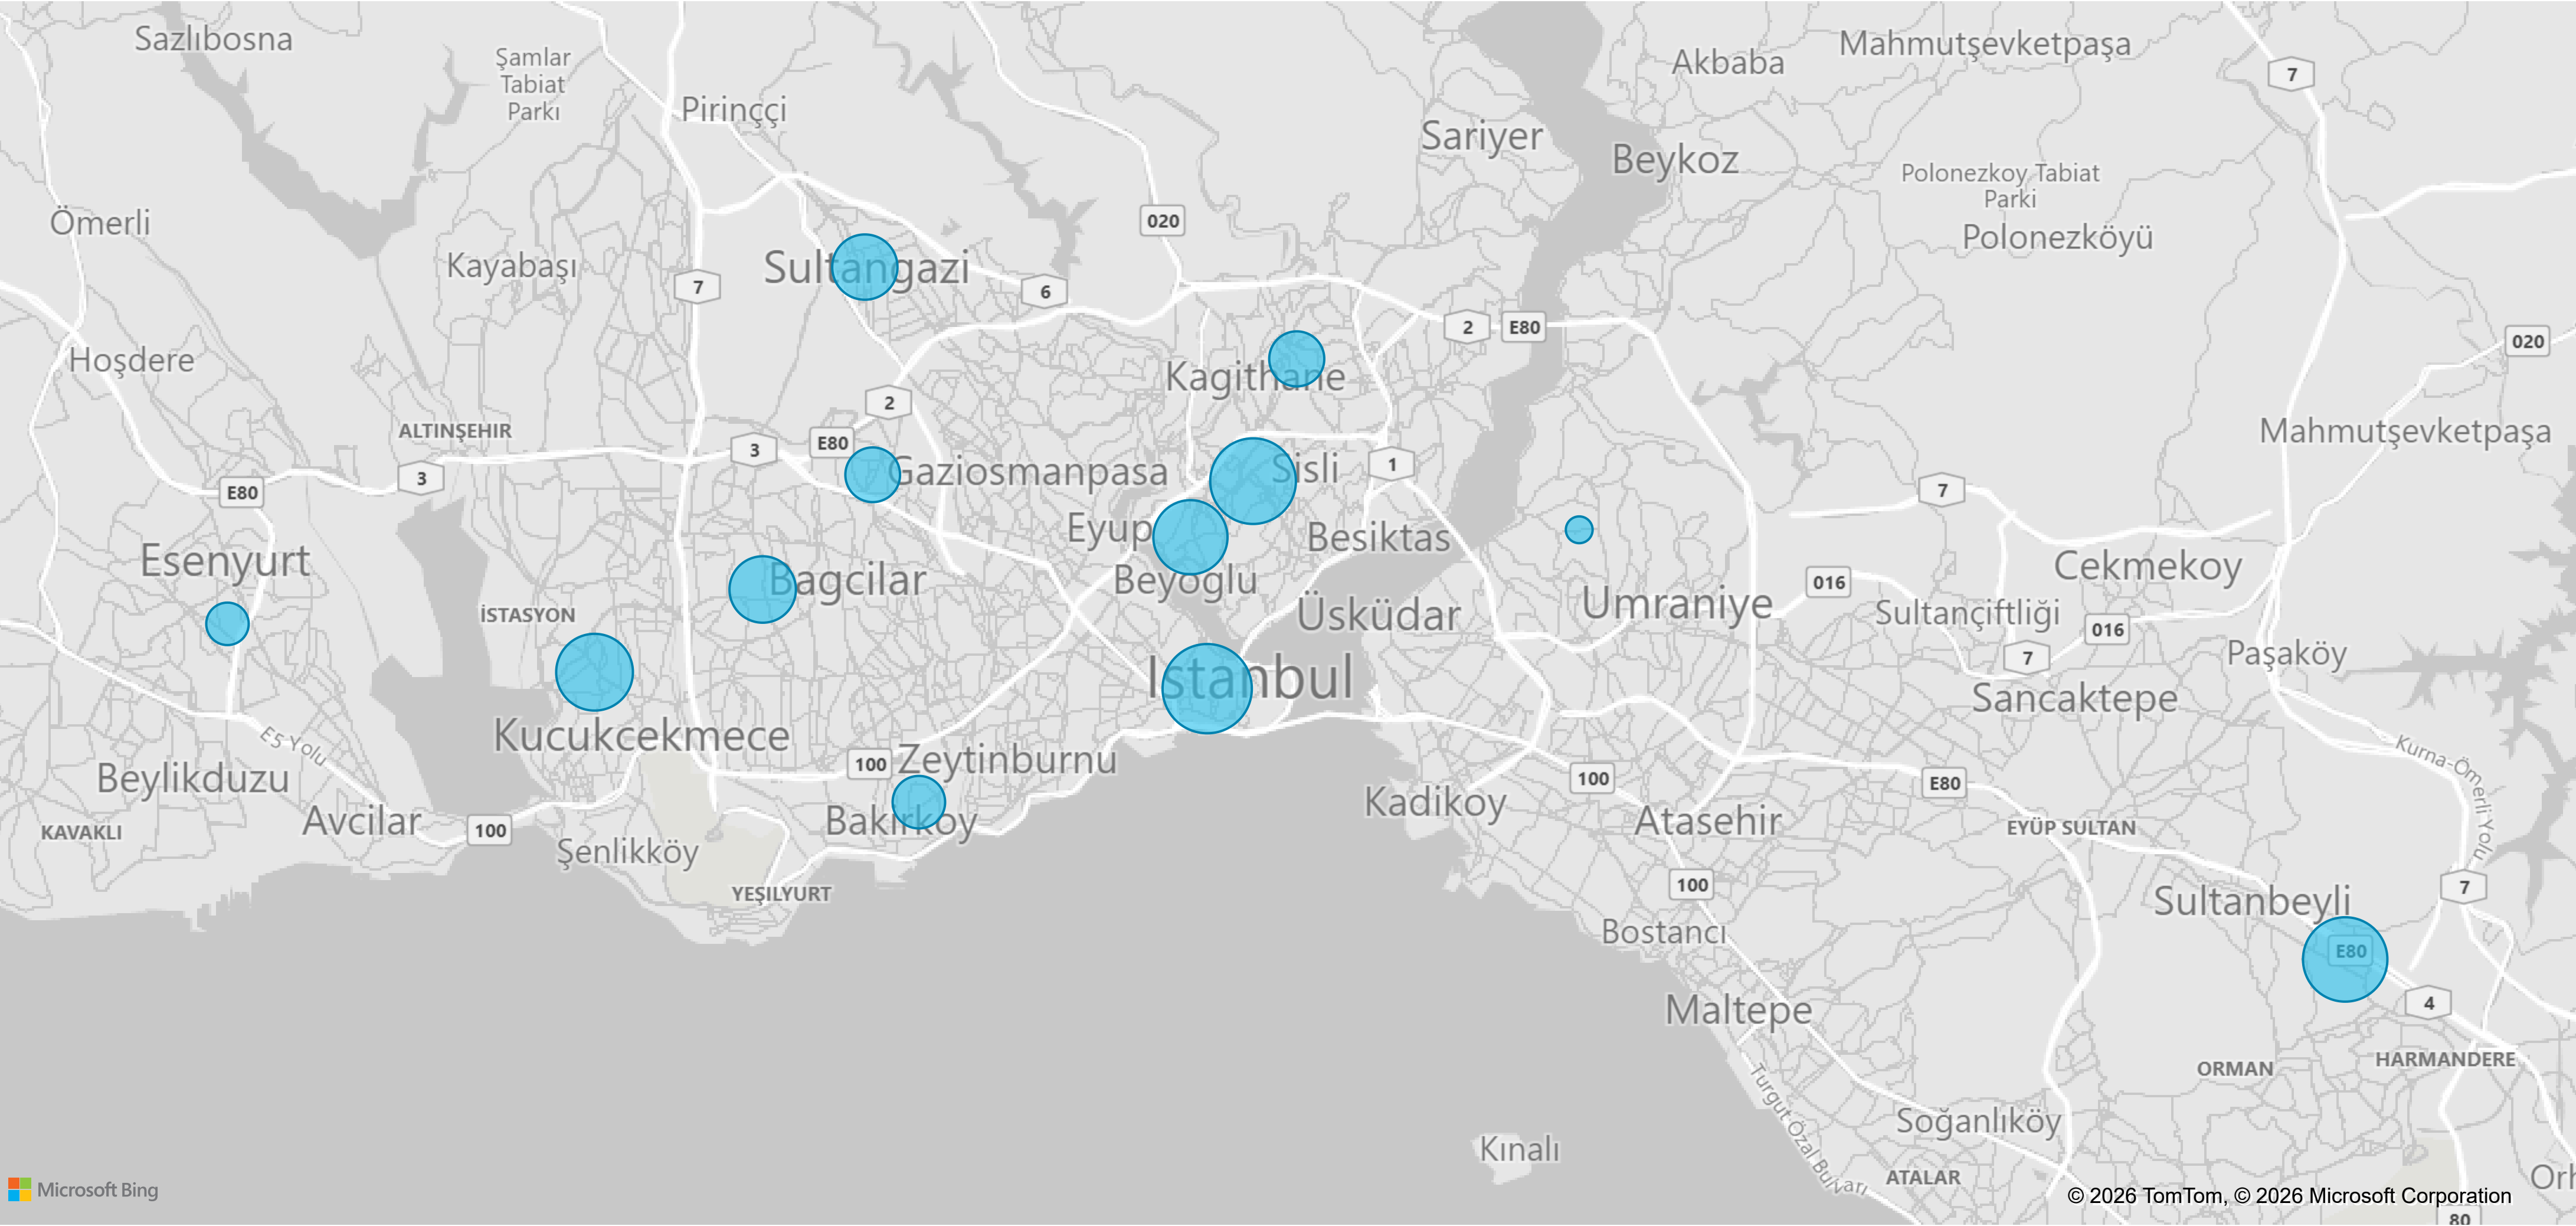 Sazlıbosna
Şamlar
Tabiat
Parkı
Pirinççi
Akbaba
Mahmutşevketpaşa
7
Sariyer
Beykoz
Polonezkoy Tabiat
Parki
Polonezköyü
Ömerli
020
Kayabaşı
Sultangazi
7
6
2
E80
020
Hoşdere
Kagithane
2
ALTINŞEHIR
E80
3
3
Gaziosmanpasa
Sisli
1
Mahmutşevketpaşa
E80
7
Eyup
Besiktas
Esenyurt
Bagcilar
Beyoglu
Cekmekoy
016
İSTASYON
Üsküdar
Umraniye
Sultançiftliği
016
7
Paşaköy
Istanbul
Sancaktepe
E5-Yolu
Kucukcekmece
100
Zeytinburnu
Kurna-Ömerli Yolu
Beylikduzu
100
E80
Kadikoy
Avcilar
100
Bakirkoy
Atasehir
KAVAKLI
EYÜP SULTAN
Şenlikköy
YEŞILYURT
100
7
Sultanbeyli
Bostancı
E80
Maltepe
4
HARMANDERE
ORMAN
Turgut Özal Bulvarı
Soğanlıköy
Kınalı
ATALAR
Orh
Microsoft Bing
© 2026 TomTom, © 2026 Microsoft Corporation
80